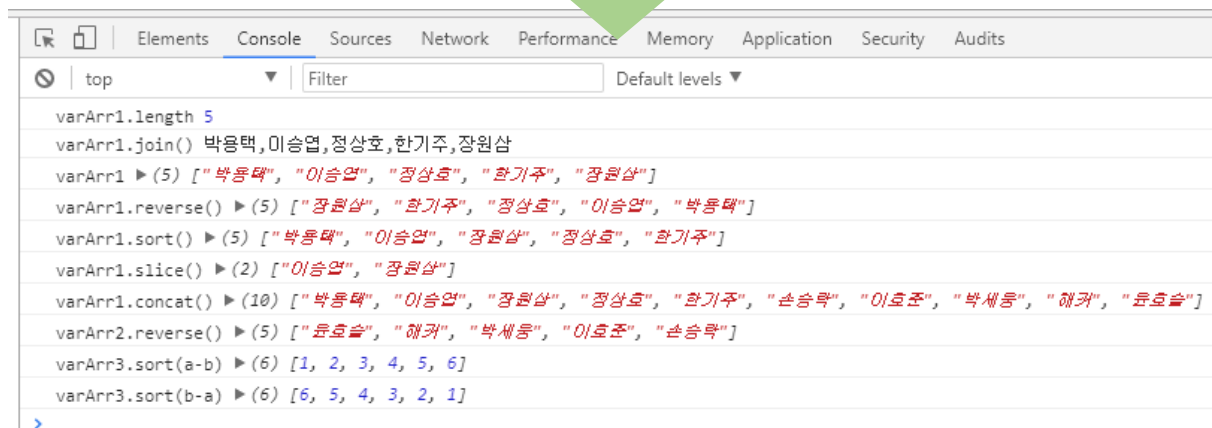 Elements Console Sources Network Performance Memory Application Security Audits
top Filter Default levels
varArr1.length 5
varArr1.join() 박용택,이승엽,정상호,한기주,장원삼
varArr1 ▶(5) ["박용택", "이승엽", "정상호", "한기주", "장원삼"]
varArr1.reverse() ▶(5) ["장원삼", "한기주", "정상호", "이승엽", "박용택"]
varArr1.sort() ▶(5) ["박용택", "이승엽", "장원삼", "정상호", "한기주"]
varArr1.slice() ▶(2) ["이승엽", "장원삼"]
varArr1.concat() ▶(10) ["박용택", "이승엽", "장원삼", "정상호", "한기주", "손승락", "이호준", "박세웅", "해커", "윤호솔"]
varArr2.reverse() ▶(5) ["윤호솔", "해커", "박세웅", "이호준", "손승락"]
varArr3.sort(a-b) ▶(6) [1, 2, 3, 4, 5, 6]
varArr3.sort(b-a) ▶(6) [6, 5, 4, 3, 2, 1]
>